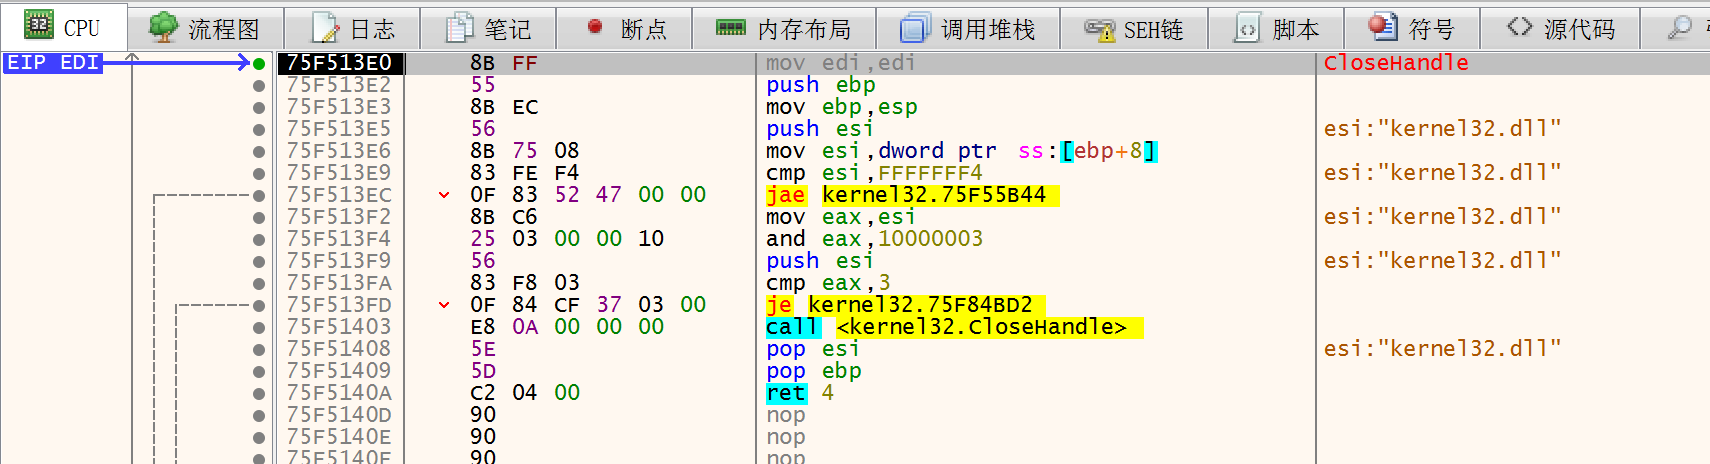 CPU 流程图 日志 笔记 断点 内存布局 调用堆栈 SEH链 脚本 符号 源代码
EIP EDI 75F513E0 8B FF mov edi,edi CloseHandle
75F513E2 55 push ebp
75F513E3 8B EC mov ebp,esp
75F513E5 56 push esi esi:"kernel32.dll"
75F513E6 8B 75 08 mov esi,dword ptr ss:[ebp+8]
75F513E9 83 FE F4 cmp esi,FFFFFFF4 esi:"kernel32.dll"
75F513EC 0F 83 52 47 00 00 jae kernel32.75F55B44
75F513F2 8B C6 mov eax,esi esi:"kernel32.dll"
75F513F4 25 03 00 00 10 and eax,10000003
75F513F9 56 push esi esi:"kernel32.dll"
75F513FA 83 F8 03 cmp eax,3
75F513FD 0F 84 CF 37 03 00 je kernel32.75F84BD2
75F51403 E8 0A 00 00 00 call <kernel32.CloseHandle>
75F51408 5E pop esi esi:"kernel32.dll"
75F51409 5D pop ebp
75F5140A C2 04 00 ret 4
75F5140D 90 nop
75F5140E 90 nop
75F5140F 90 nop